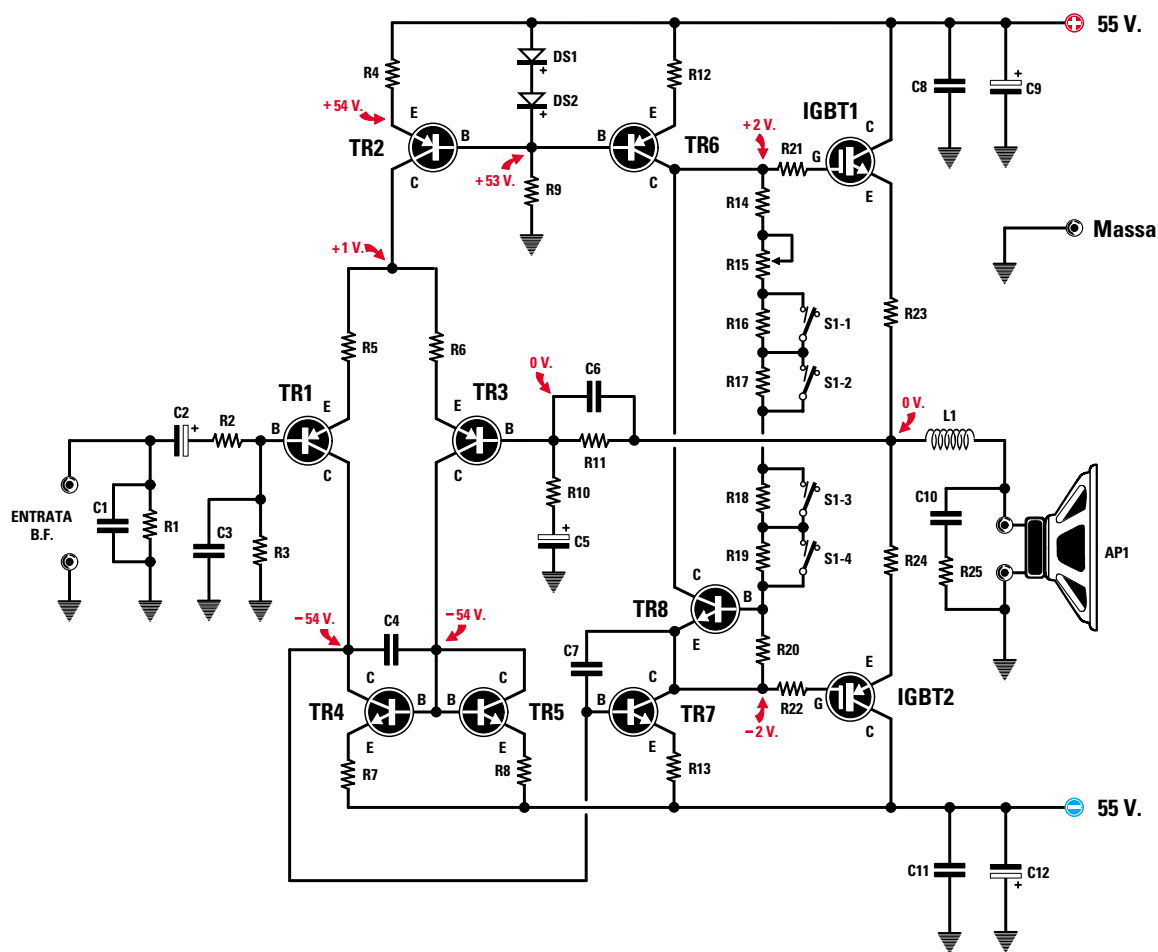 55 V.
R4
DS1
DS2
R12
C8
C9
+
+
+
+54 V.
E
TR2
B
C
+53 V.
R9
B
E
TR6
C
+2 V.
R21
IGBT1
C
G
E
R14
Massa
+1 V.
R15
R16
S1-1
R23
R5
R6
R17
S1-2
0 V.
C6
0 V.
L1
C2
+
R2
TR1
E
B
C
TR3
E
B
C
R11
ENTRATA
B.F.
C1
R1
C3
R3
R10
+
C5
R18
S1-3
R19
S1-4
C10
R25
AP1
R24
-54 V.
C4
-54 V.
C
TR8
B
E
C7
R20
C
TR4
B
E
C
B
TR5
E
C
B
TR7
E
R22
-2 V.
E
IGBT2
G
C
R7
R8
R13
55 V.
C11
C12
+